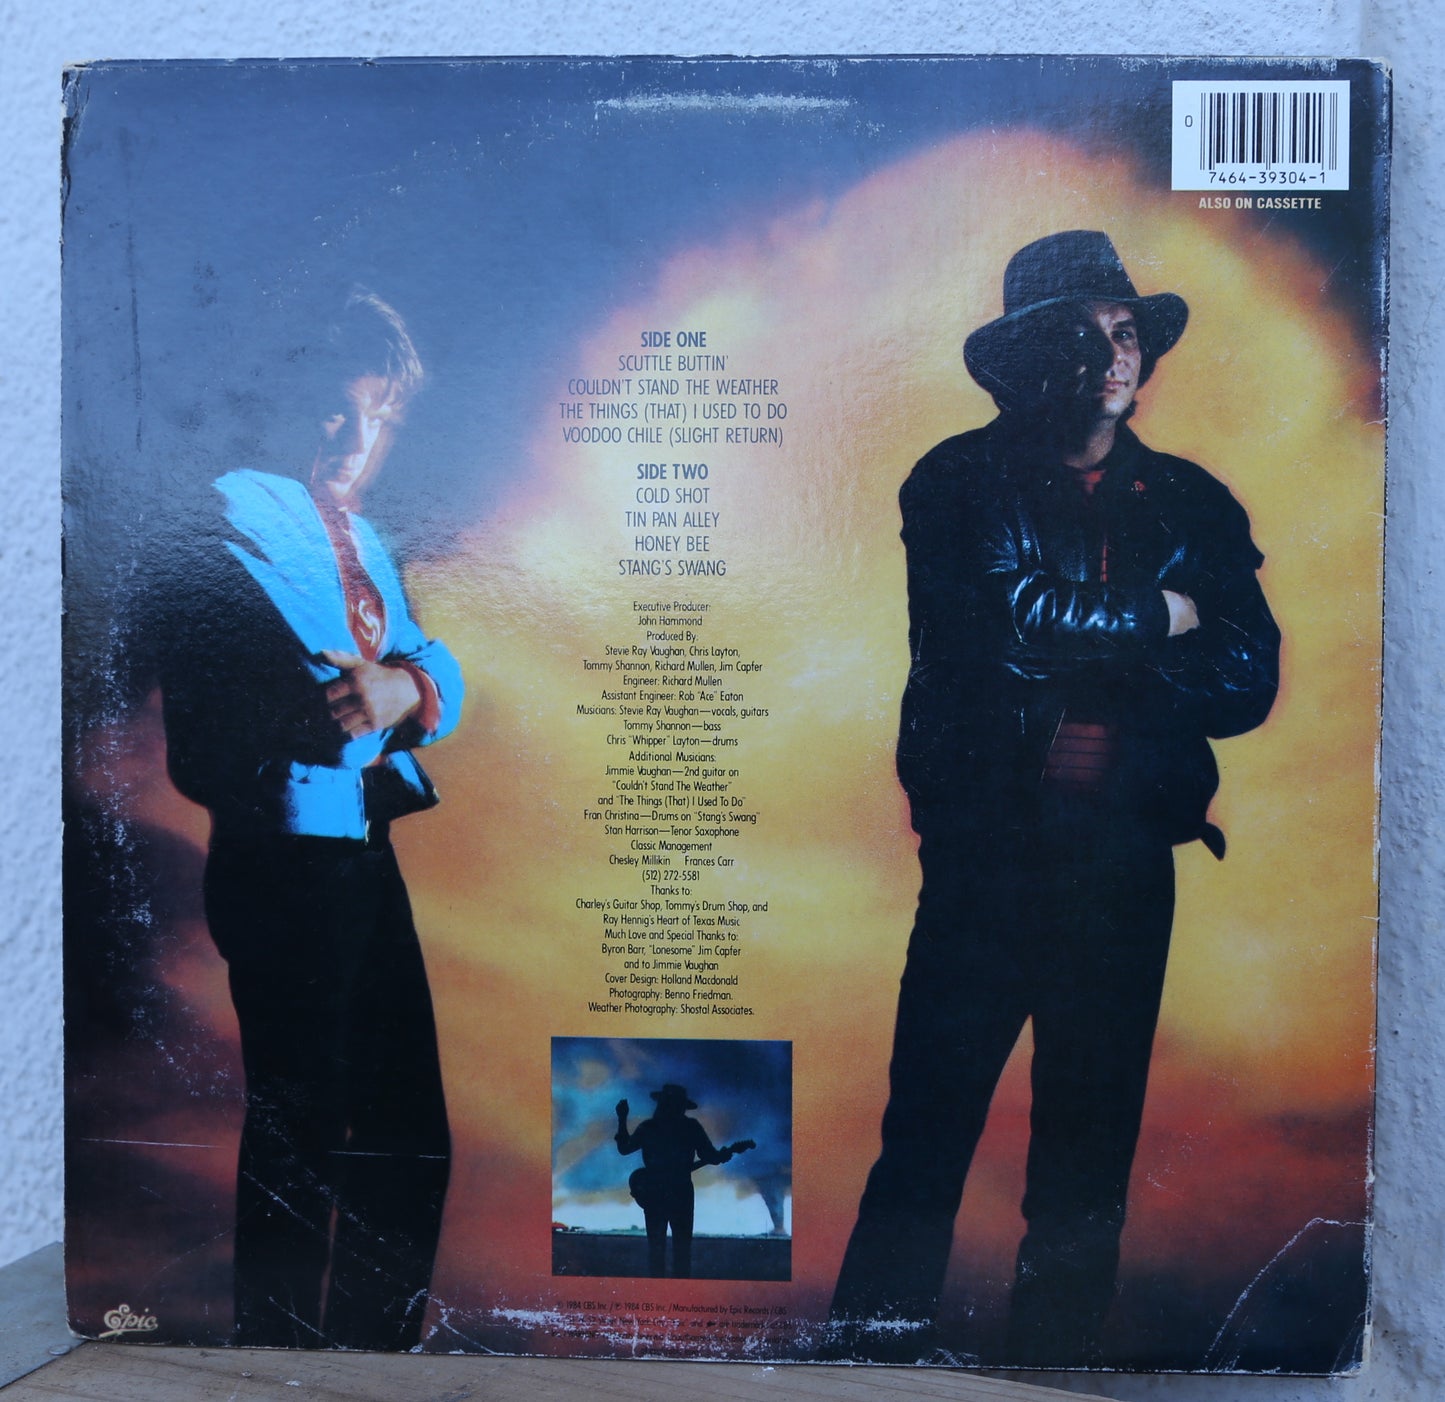 0
7464-39304-1
ALSO ON CASSETTE
SIDE ONE
SCUTTLE BUTTIN'
COULDN'T STAND THE WEATHER
THE THINGS (THAT) I USED TO DO
VOODOO CHILE (SLIGHT RETURN)
SIDE TWO
COLD SHOT
TIN PAN ALLEY
HONEY BEE
STANG'S SWANG
Executive Producer:
John Hammond
Produced By:
Stevie Ray Vaughan, Chris Layton,
Tommy Shannon, Richard Mullen, Jim Capfer
Engineer: Richard Mullen
Assistant Engineer: Rob "Ace" Eaton
Musicians: Stevie Ray Vaughan—vocals, guitars
Tommy Shannon—bass
Chris "Whipper" Layton—drums
Additional Musicians:
Jimmie Vaughan—2nd guitar on
"Couldn't Stand The Weather"
and "The Things (That) I Used To Do"
Fran Christina—Drums on "Stang's Swang"
Stan Harrison—Tenor Saxophone
Classic Management
Chesley Millikin Frances Carr
(512) 272-5581
Thanks to:
Charley's Guitar Shop, Tommy's Drum Shop, and
Ray Hennig's Heart of Texas Music
Much Love and Special Thanks to:
Byron Barr, "Lonesome" Jim Capfer
and to Jimmie Vaughan
Cover Design: Holland Macdonald
Photography: Benno Friedman.
Weather Photography: Shostal Associates.
© 1984 CBS Inc. / ℗ 1984 CBS Inc. / Manufactured by Epic Records / CBS
New York City and are trademarks
Epic